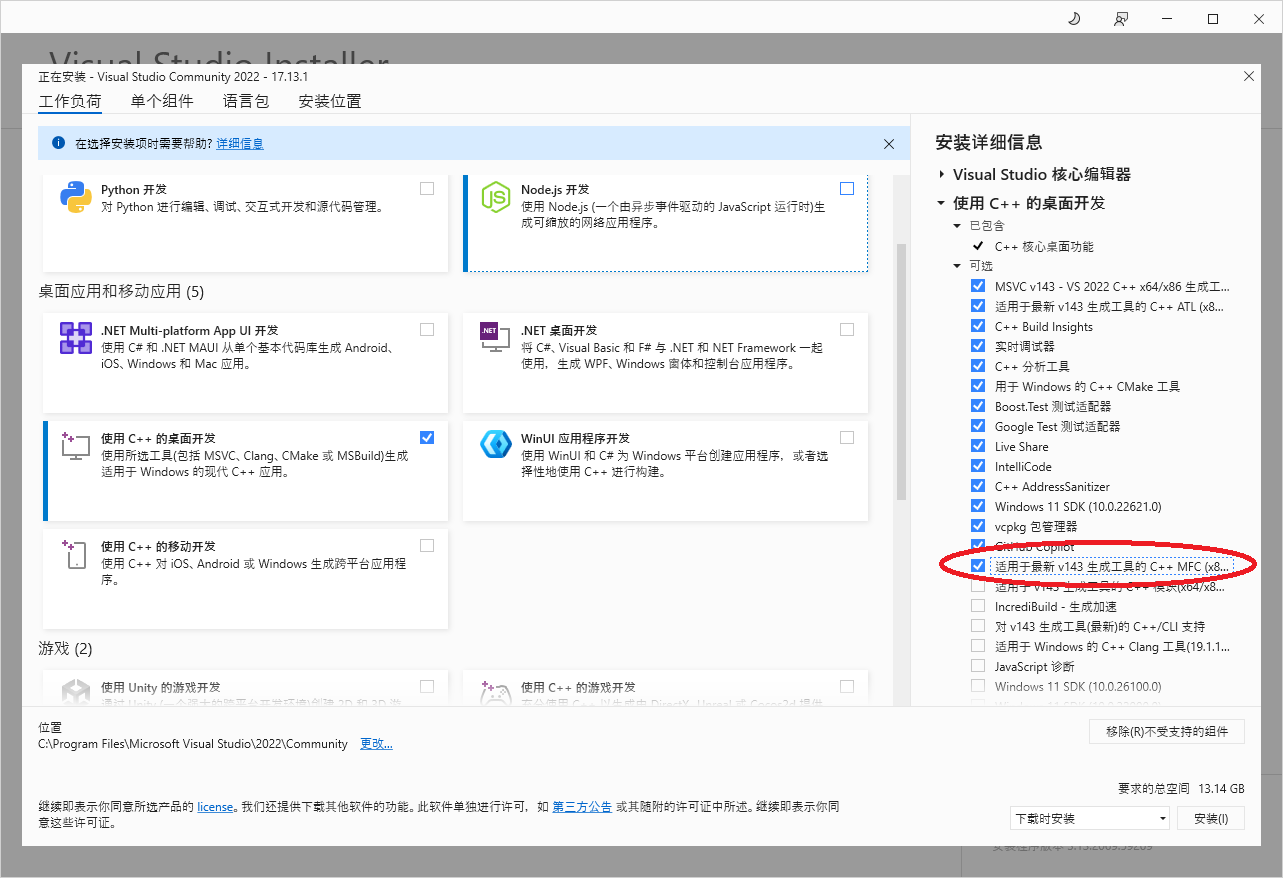 Visual Studio Installer
正在安装 - Visual Studio Community 2022 - 17.13.1
工作负荷 单个组件 语言包 安装位置
在选择安装项时需要帮助? 详细信息
Python 开发
对 Python 进行编辑、调试、交互式开发和源代码管理。
Node.js 开发
使用 Node.js (一个由异步事件驱动的 JavaScript 运行时)生
成可缩放的网络应用程序。
桌面应用和移动应用 (5)
.NET Multi-platform App UI 开发
使用 C# 和 .NET MAUI 从单个基本代码库生成 Android、
iOS、Windows 和 Mac 应用。
.NET
.NET 桌面开发
将 C#、Visual Basic 和 F# 与 .NET 和 .NET Framework 一起
使用，生成 WPF、Windows 窗体和控制台应用程序。
使用 C++ 的桌面开发
使用所选工具(包括 MSVC、Clang、CMake 或 MSBuild)生成
适用于 Windows 的现代 C++ 应用。
WinUI 应用程序开发
使用 WinUI 和 C# 为 Windows 平台创建应用程序，或者选
择性地使用 C++ 进行构建。
使用 C++ 的移动开发
使用 C++ 对 iOS、Android 或 Windows 生成跨平台应用程
序。
游戏 (2)
使用 Unity 的游戏开发
使用 C++ 的游戏开发
安装详细信息
Visual Studio 核心编辑器
使用 C++ 的桌面开发
已包含
C++ 核心桌面功能
可选
MSVC v143 - VS 2022 C++ x64/x86 生成工...
适用于最新 v143 生成工具的 C++ ATL (x8...
C++ Build Insights
实时调试器
C++ 分析工具
用于 Windows 的 C++ CMake 工具
Boost.Test 测试适配器
Google Test 测试适配器
Live Share
IntelliCode
C++ AddressSanitizer
Windows 11 SDK (10.0.22621.0)
vcpkg 包管理器
GitHub Copilot
适用于最新 v143 生成工具的 C++ MFC (x8...
适用于 v143 生成工具的 C++ 模块(x64/x8...
IncrediBuild - 生成加速
对 v143 生成工具(最新)的 C++/CLI 支持
适用于 Windows 的 C++ Clang 工具(19.1.1...
JavaScript 诊断
Windows 11 SDK (10.0.26100.0)
位置
C:\Program Files\Microsoft Visual Studio\2022\Community 更改...
移除(R)不受支持的组件
要求的总空间 13.14 GB
继续即表示你同意所选产品的 license。我们还提供下载其他软件的功能。此软件单独进行许可，如 第三方公告 或其随附的许可证中所述。继续即表示你同
意这些许可证。
下载时安装
安装(I)